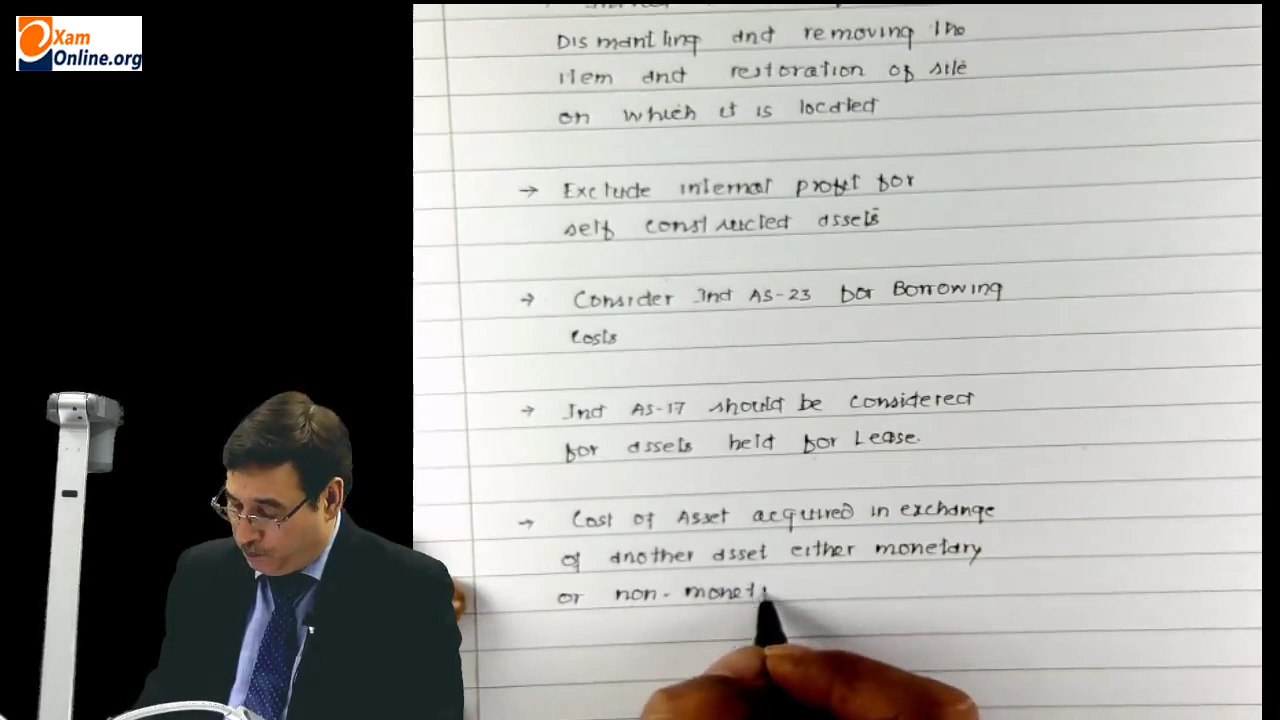 Xam
Online.org
Dismantling and removing the
item and restoration of site
on which it is located
→ Exclude internal profit for
self constructed assets
→ Consider Ind AS-23 for Borrowing
Costs
→ Ind AS-17 should be considered
for assets held for Lease.
→ Cost of Asset acquired in exchange
of another asset either monetary
or non-monet